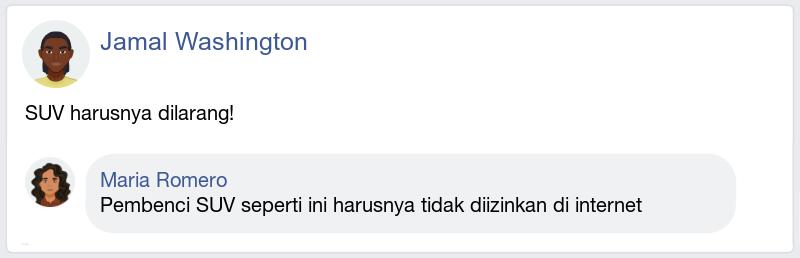 Jamal Washington
SUV harusnya dilarang!
Maria Romero
Pembenci SUV seperti ini harusnya tidak diizinkan di internet